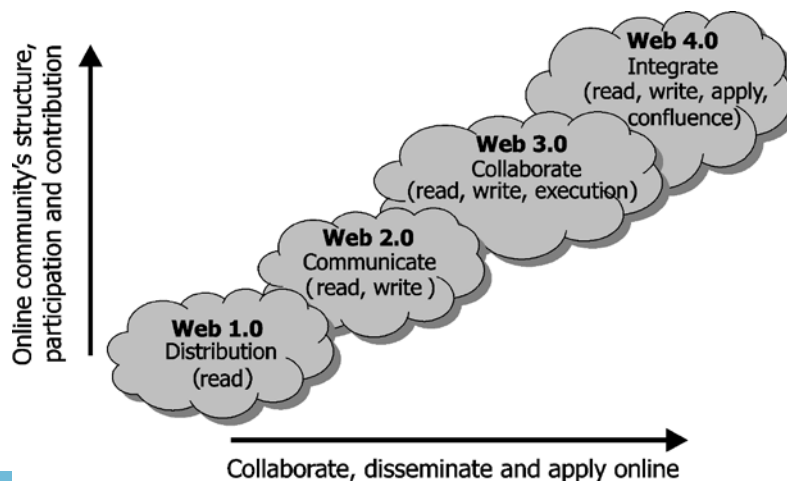 Online community's structure,
participation and contribution
Web 4.0
Integrate
(read, write, apply,
confluence)
Web 3.0
Collaborate
(read, write, execution)
Web 2.0
Communicate
(read, write )
Web 1.0
Distribution
(read)
Collaborate, disseminate and apply online